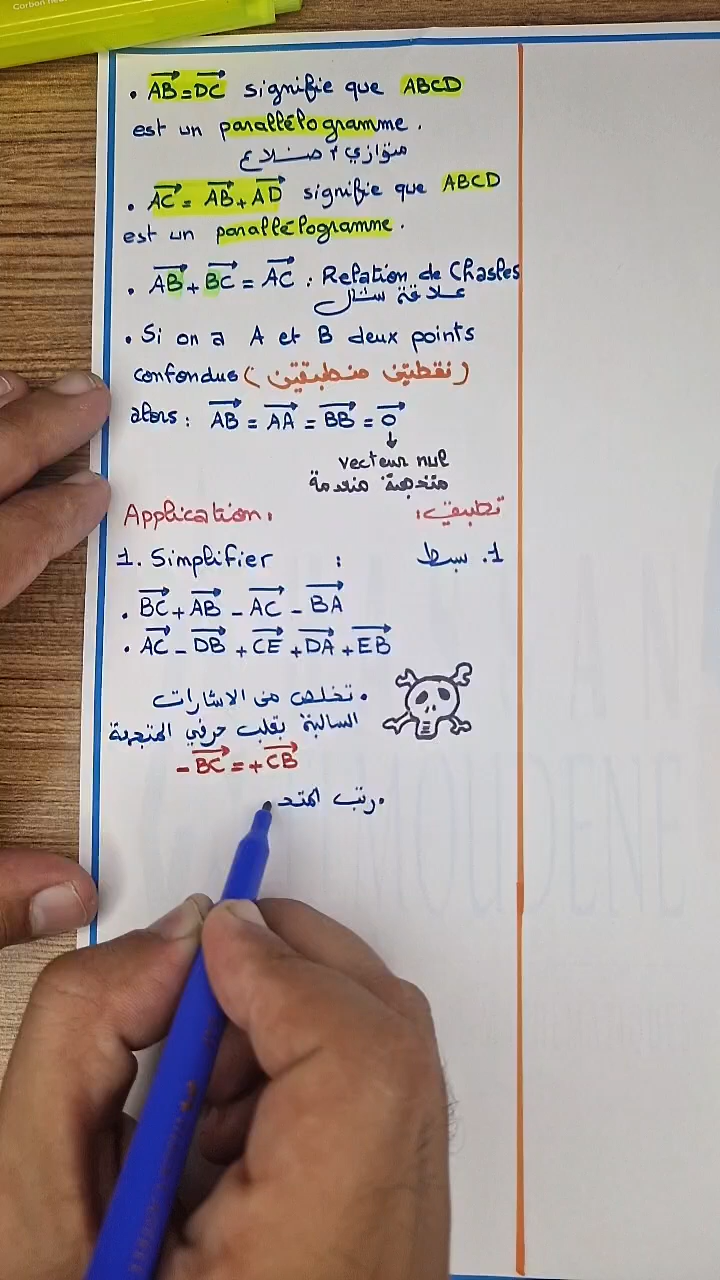 Carbon neu
• AB = DC signifie que ABCD
est un parallélogramme.
متوازي أضلاع
• AC = AB + AD signifie que ABCD
est un parallélogramme.
• AB + BC = AC : Relation de Chasles
علاقة شال
• Si on a A et B deux points
confondus (نقطتين منطبقتين)
alors : AB = AA = BB = 0
↓
vecteur nul
متجهة منعدمة
Application: تطبيق:
1. Simplifier : 1. بسط
• BC + AB - AC - BA
• AC - DB + CE + DA + EB
• تخلص من الاشارات
السالبة بقلب حرفي المتجهة
- BC = + CB
• رتب المتجـ